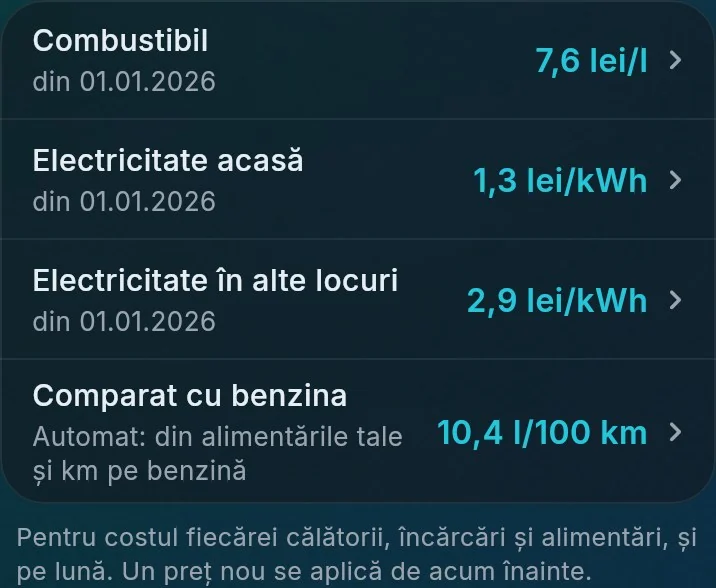 Combustibil
din 01.01.2026
7,6 lei/l
Electricitate acasă
din 01.01.2026
1,3 lei/kWh
Electricitate în alte locuri
din 01.01.2026
2,9 lei/kWh
Comparat cu benzina
Automat: din alimentările tale
și km pe benzină
10,4 l/100 km
Pentru costul fiecărei călătorii, încărcări și alimentări, și
pe lună. Un preț nou se aplică de acum înainte.